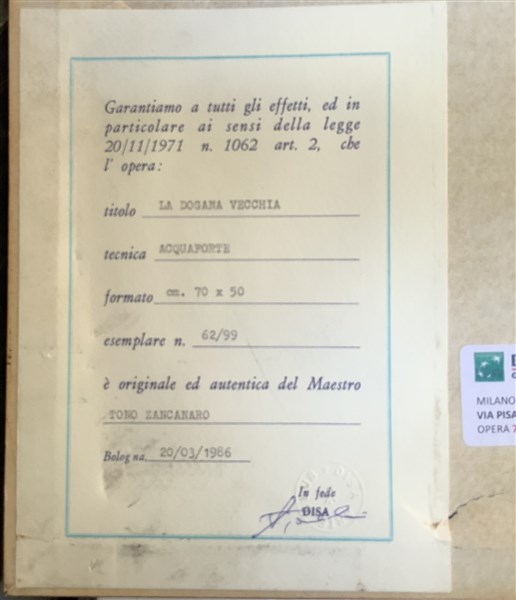 Garantiamo a tutti gli effetti, ed in
particolare ai sensi della legge
20/11/1971 n. 1062 art. 2, che
l' opera:
titolo LA DOGANA VECCHIA
tecnica ACQUAFORTE
formato cm. 70 x 50
esemplare n. 62/99
è originale ed autentica del Maestro
TONO ZANCANARO
Bologna, 20/03/1986
In fede
DISA
MILANO
VIA PISA
OPERA 7